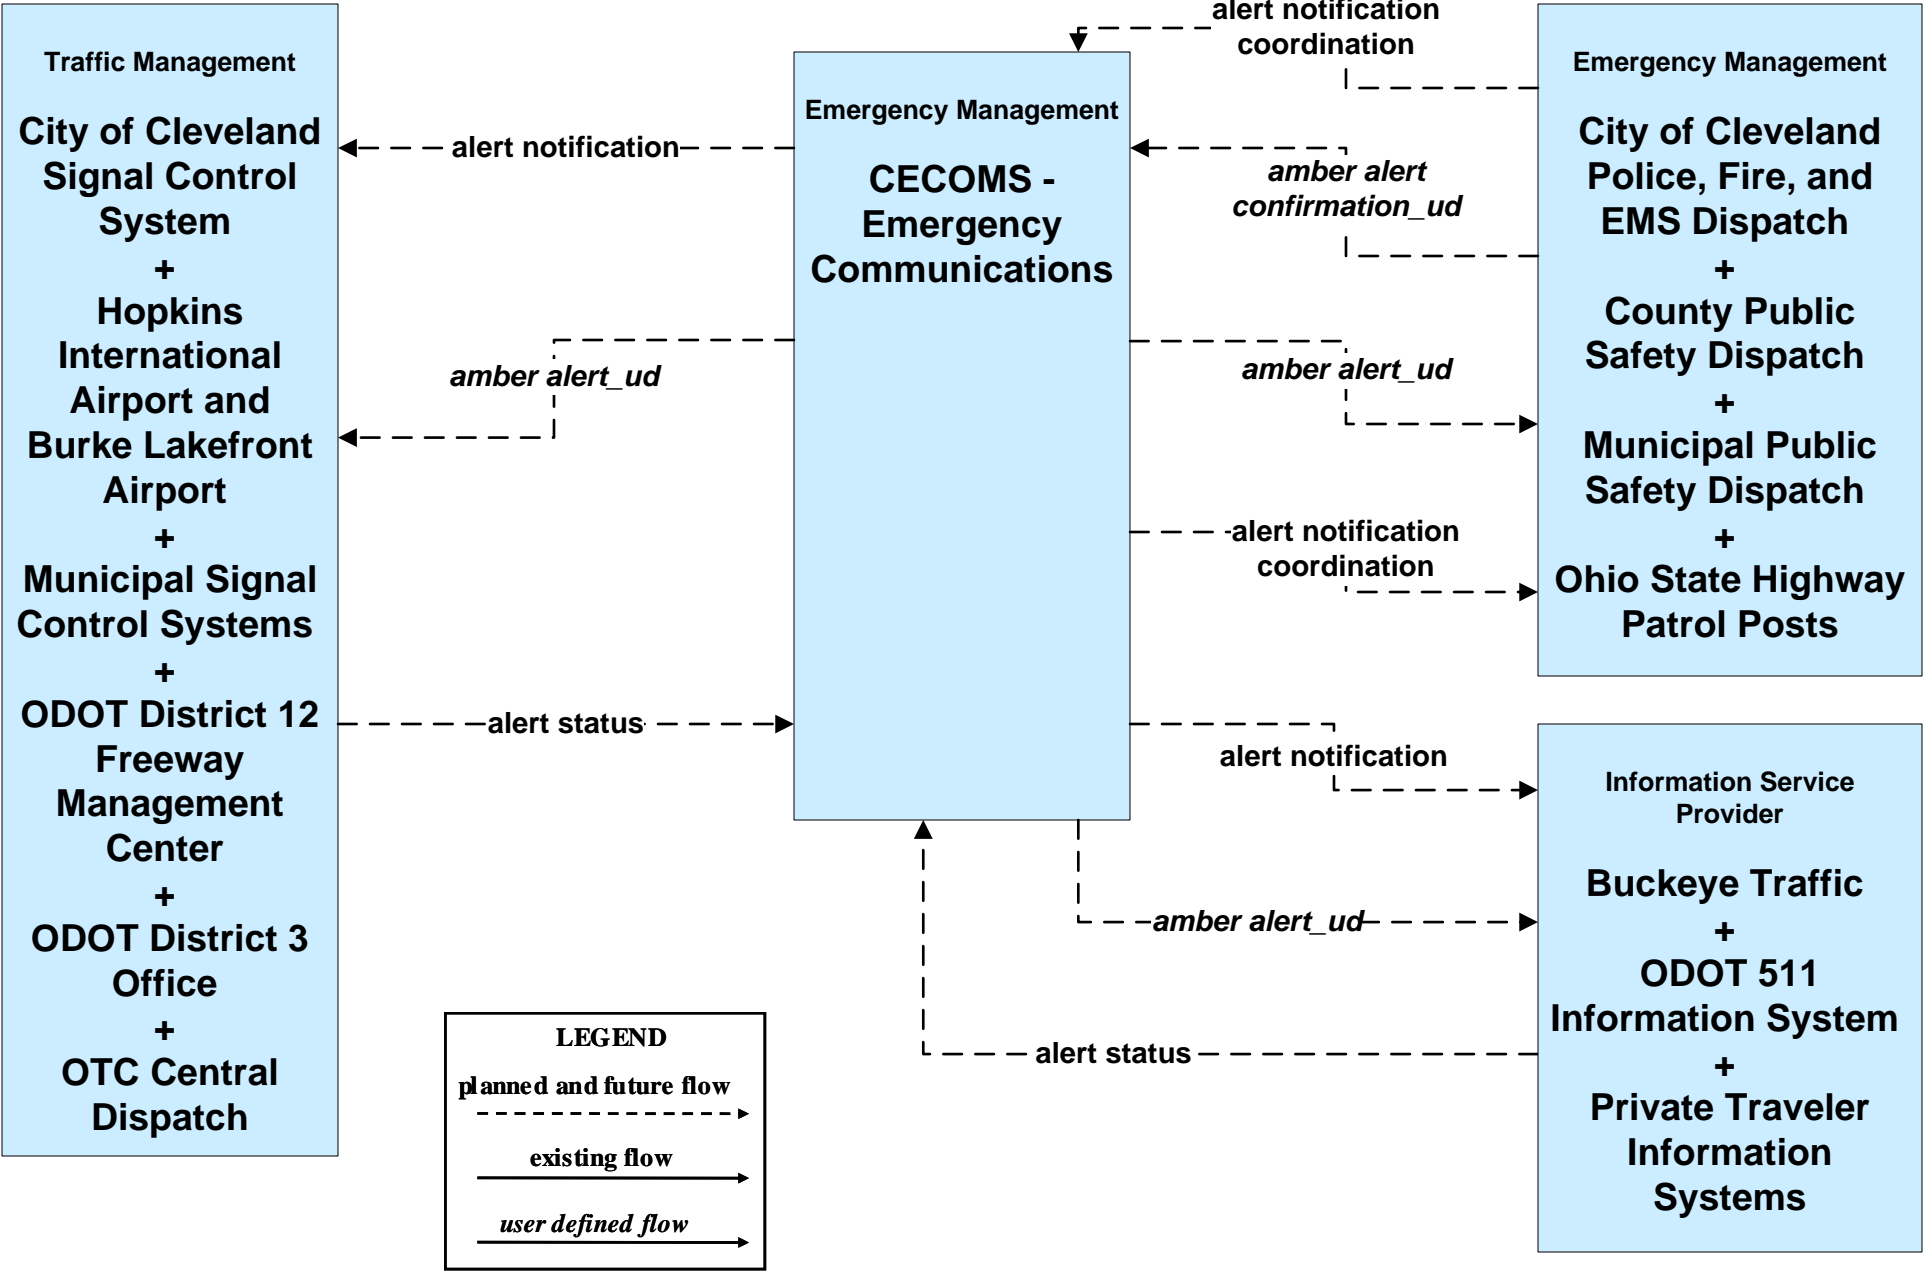 Traffic Management
City of Cleveland
Signal Control
System
+
Hopkins
International
Airport and
Burke Lakefront
Airport
+
Municipal Signal
Control Systems
+
ODOT District 12
Freeway
Management
Center
+
ODOT District 3
Office
+
OTC Central
Dispatch
alert notification
amber alert_ud
alert status
Emergency Management
CECOMS -
Emergency
Communications
alert notification
coordination
amber alert
confirmation_ud
amber alert_ud
alert notification
coordination
alert notification
amber alert_ud
alert status
Emergency Management
City of Cleveland
Police, Fire, and
EMS Dispatch
+
County Public
Safety Dispatch
+
Municipal Public
Safety Dispatch
+
Ohio State Highway
Patrol Posts
Information Service
Provider
Buckeye Traffic
+
ODOT 511
Information System
+
Private Traveler
Information
Systems
LEGEND
planned and future flow
existing flow
user defined flow